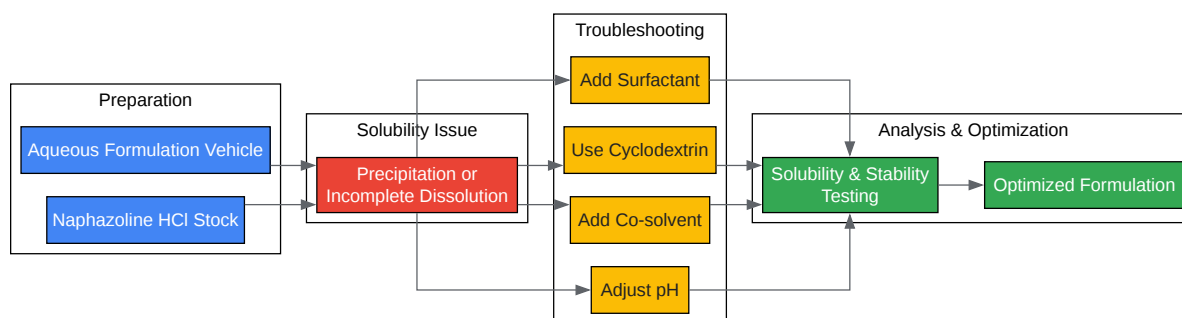 Preparation
Aqueous Formulation Vehicle
Naphazoline HCl Stock
Solubility Issue
Precipitation or
Incomplete Dissolution
Troubleshooting
Add Surfactant
Use Cyclodextrin
Add Co-solvent
Adjust pH
Analysis & Optimization
Solubility & Stability
Testing
Optimized Formulation